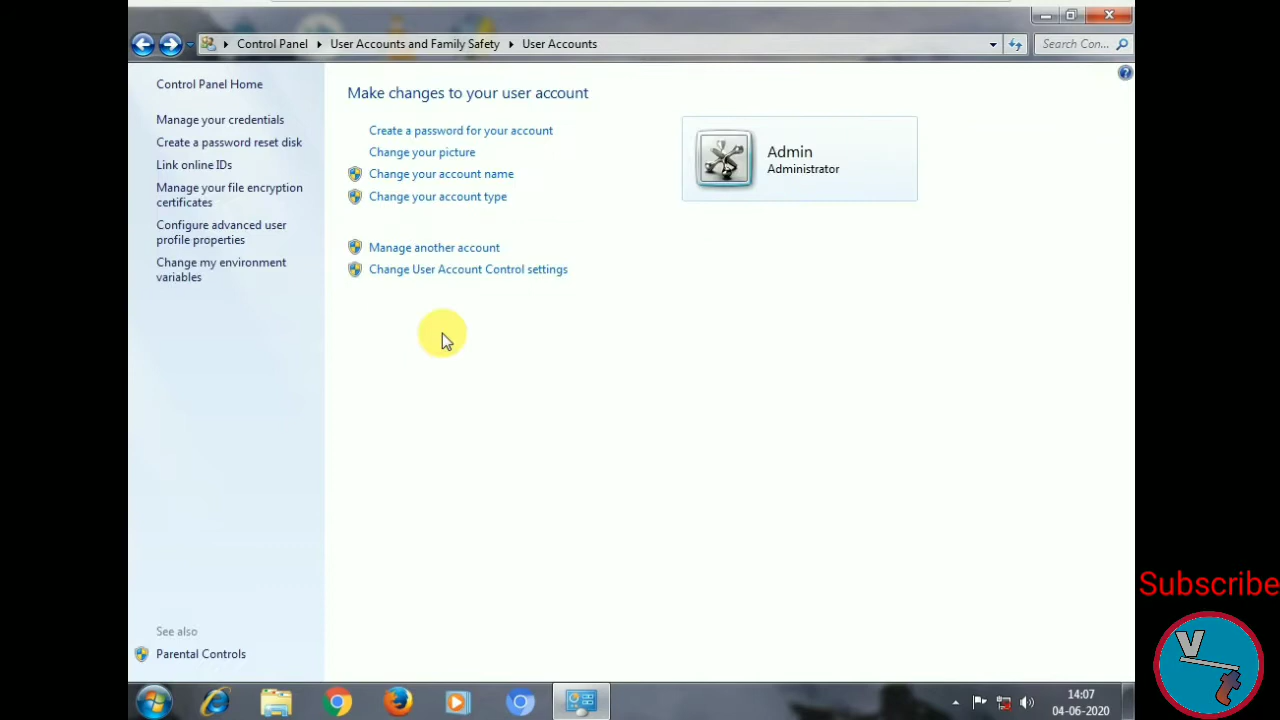 Control Panel
User Accounts and Family Safety
User Accounts
Search Con...
Control Panel Home
Manage your credentials
Create a password reset disk
Link online IDs
Manage your file encryption
certificates
Configure advanced user
profile properties
Change my environment
variables
See also
Parental Controls
Make changes to your user account
Create a password for your account
Change your picture
Change your account name
Change your account type
Manage another account
Change User Account Control settings
Admin
Administrator
Subscribe
V t
14:07
04-06-2020